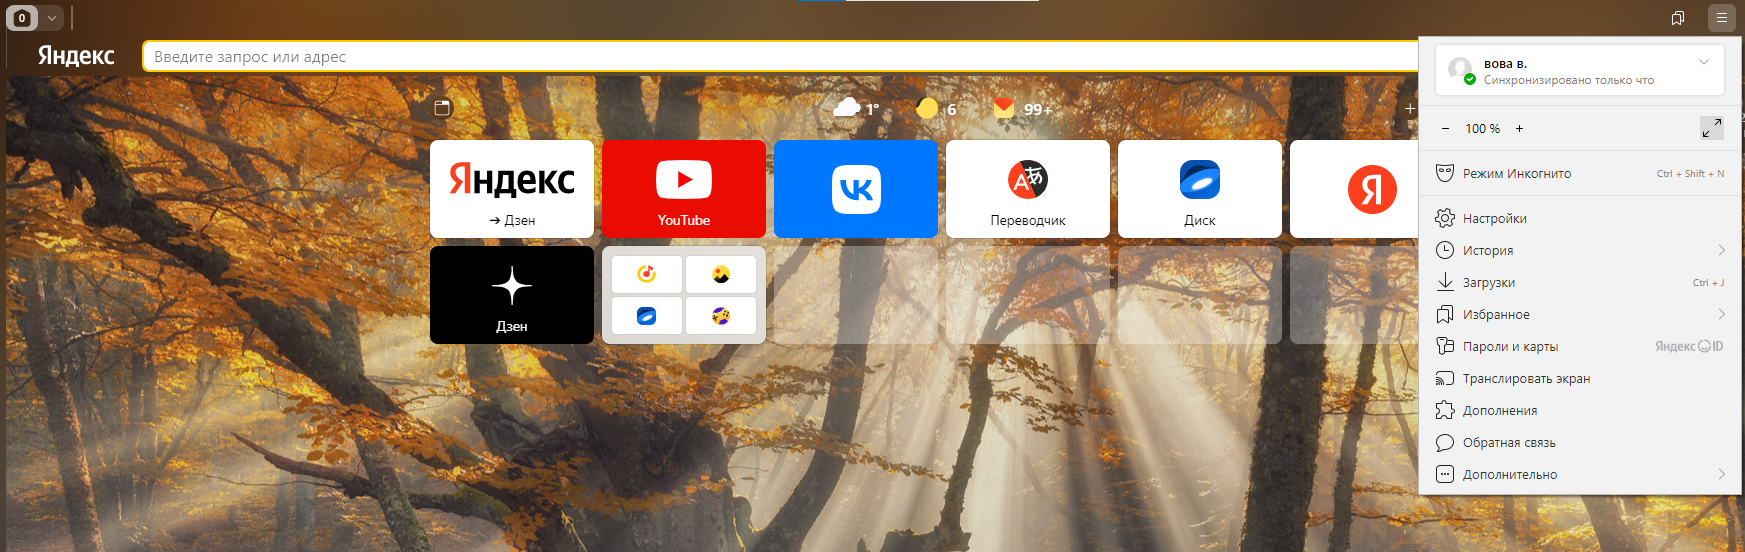 0
Яндекс
Введите запрос или адрес
1°
6
99+
Яндекс
➔ Дзен
YouTube
Переводчик
А
あ
Диск
Я
Дзен
вова в.
Синхронизировано только что
100 %
Режим Инкогнито Ctrl + Shift + N
Настройки
История
Загрузки Ctrl + J
Избранное
Пароли и карты Яндекс ID
Транслировать экран
Дополнения
Обратная связь
Дополнительно